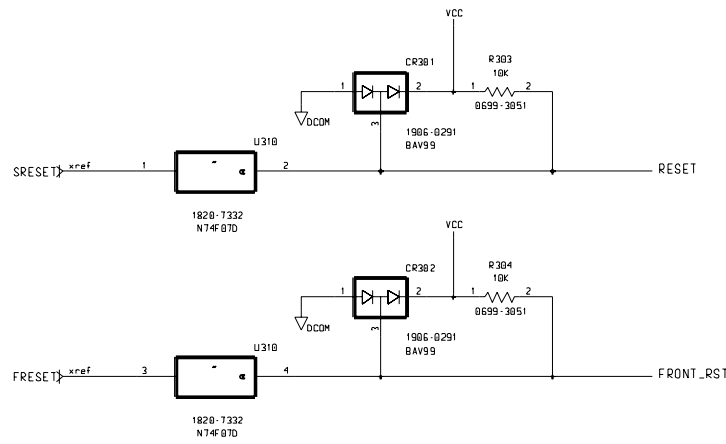 VCC
CR301
R303
10K
1 2 1 2
DCOM
3
0699-3051
1906-0291
BAV99
U310
SRESET xref 1 2 RESET
1820-7332
N74F07D
VCC
CR302
R304
10K
1 2 1 2
DCOM
3
0699-3051
1906-0291
BAV99
U310
FRESET xref 3 4 FRONT_RST
1820-7332
N74F07D